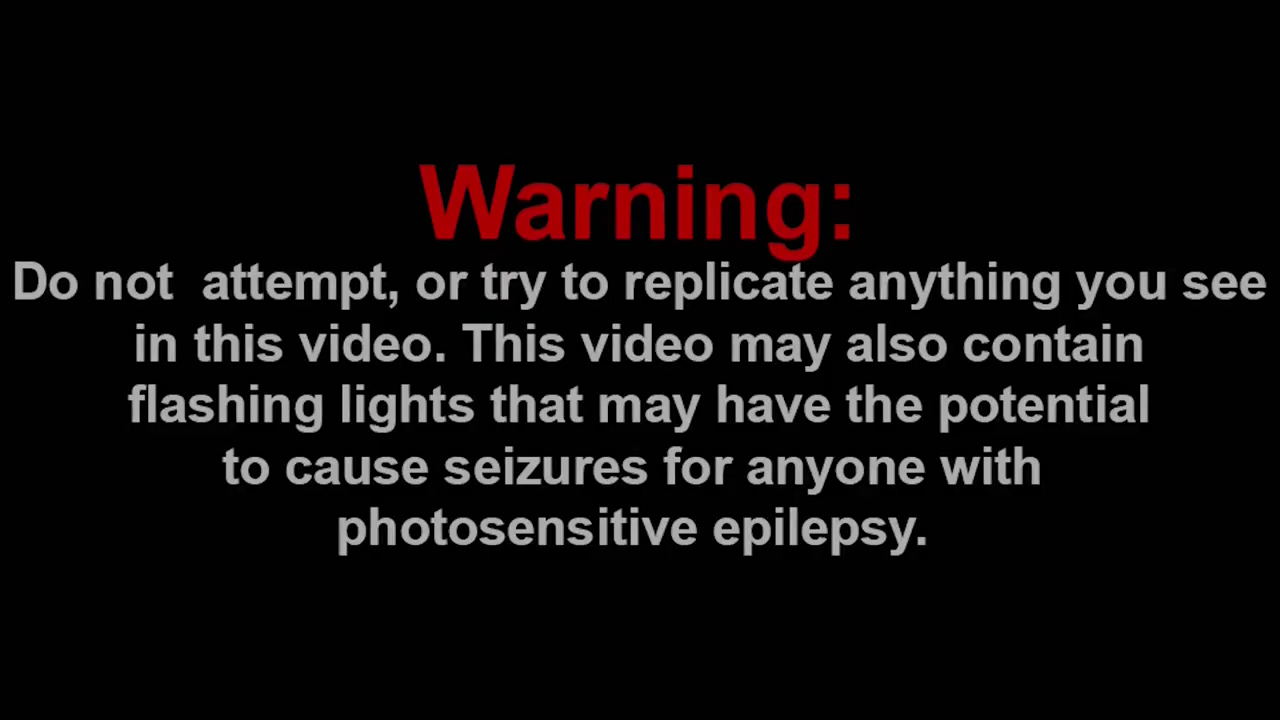 Warning:
Do not  attempt, or try to replicate anything you see
in this video. This video may also contain
flashing lights that may have the potential
to cause seizures for anyone with
photosensitive epilepsy.